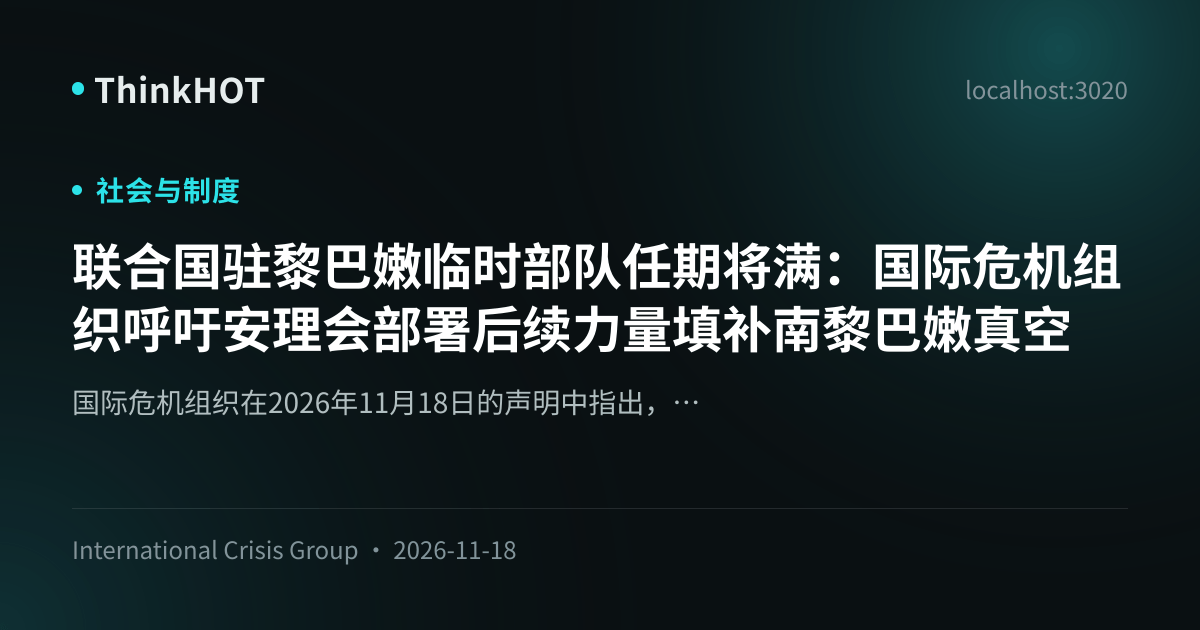 ThinkHOT
localhost:3020
社会与制度
联合国驻黎巴嫩临时部队任期将满：国际危机组
织呼吁安理会部署后续力量填补南黎巴嫩真空
国际危机组织在2026年11月18日的声明中指出，…
International Crisis Group · 2026-11-18